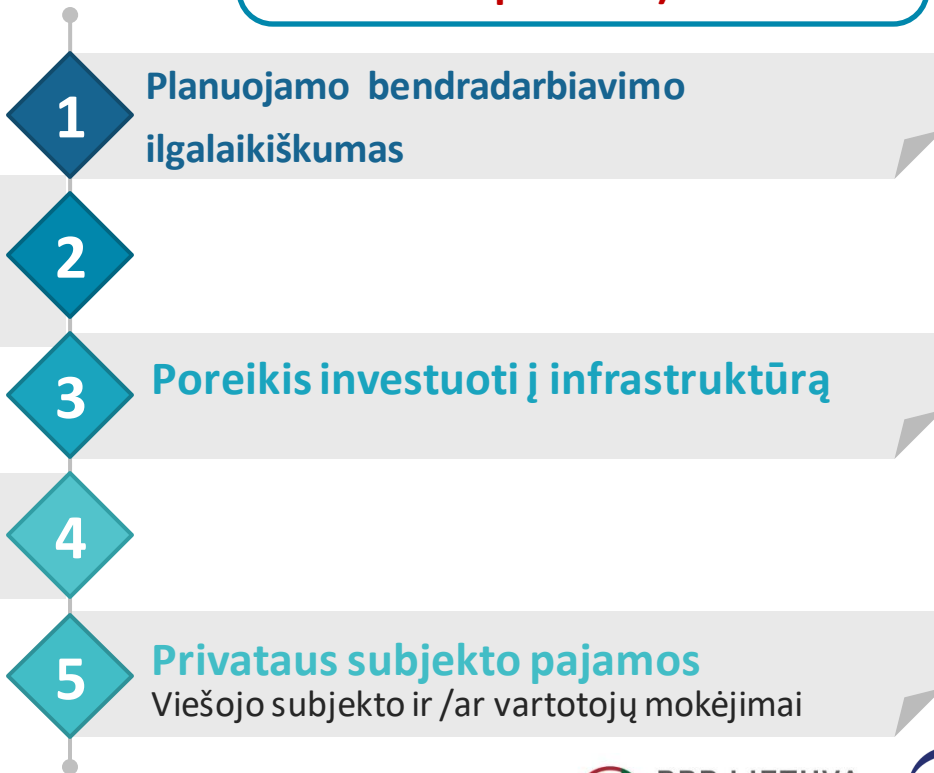 1
Planuojamo bendradarbiavimo
ilgalaikiškumas
2
3
Poreikis investuoti į infrastruktūrą
4
5
Privataus subjekto pajamos
Viešojo subjekto ir /ar vartotojų mokėjimai